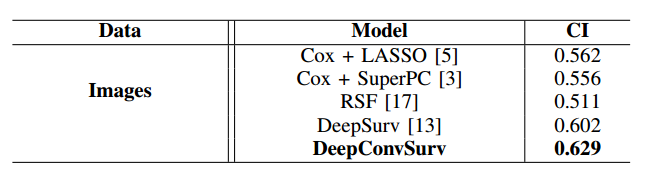 Data Model CI
Cox + LASSO [5] 0.562
Cox + SuperPC [3] 0.556
Images
RSF [17] 0.511
DeepSurv [13] 0.602
DeepConvSurv 0.629